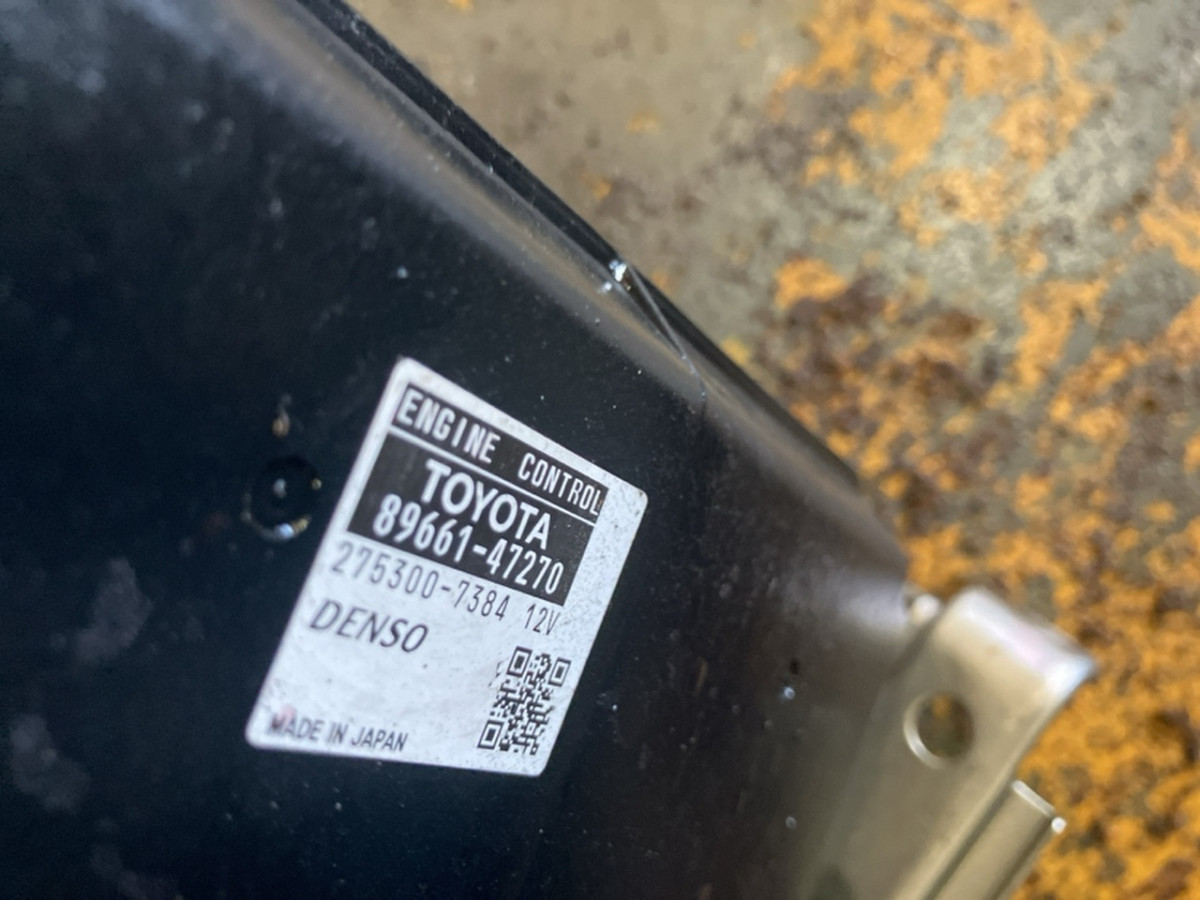 ENGINE CONTROL
TOYOTA
89661-47270
275300-7384 12V
DENSO
MADE IN JAPAN